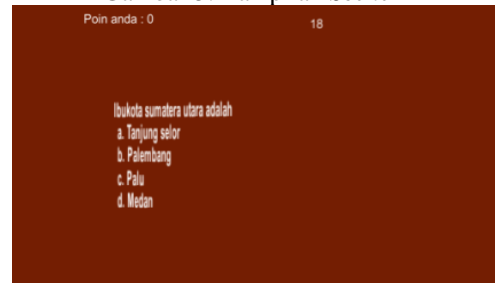 Poin anda : 0
18
Ibukota sumatera utara adalah
a. Tanjung selor
b. Palembang
c. Palu
d. Medan